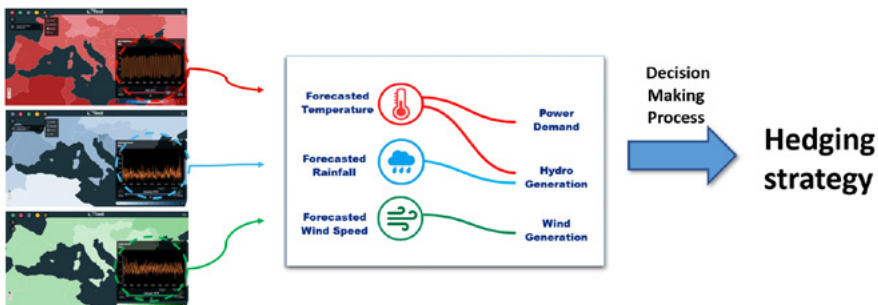 Forecasted
Temperature
Power
Demand
Forecasted
Rainfall
Hydro
Generation
Forecasted
Wind Speed
Wind
Generation
Decision
Making
Process
Hedging
strategy